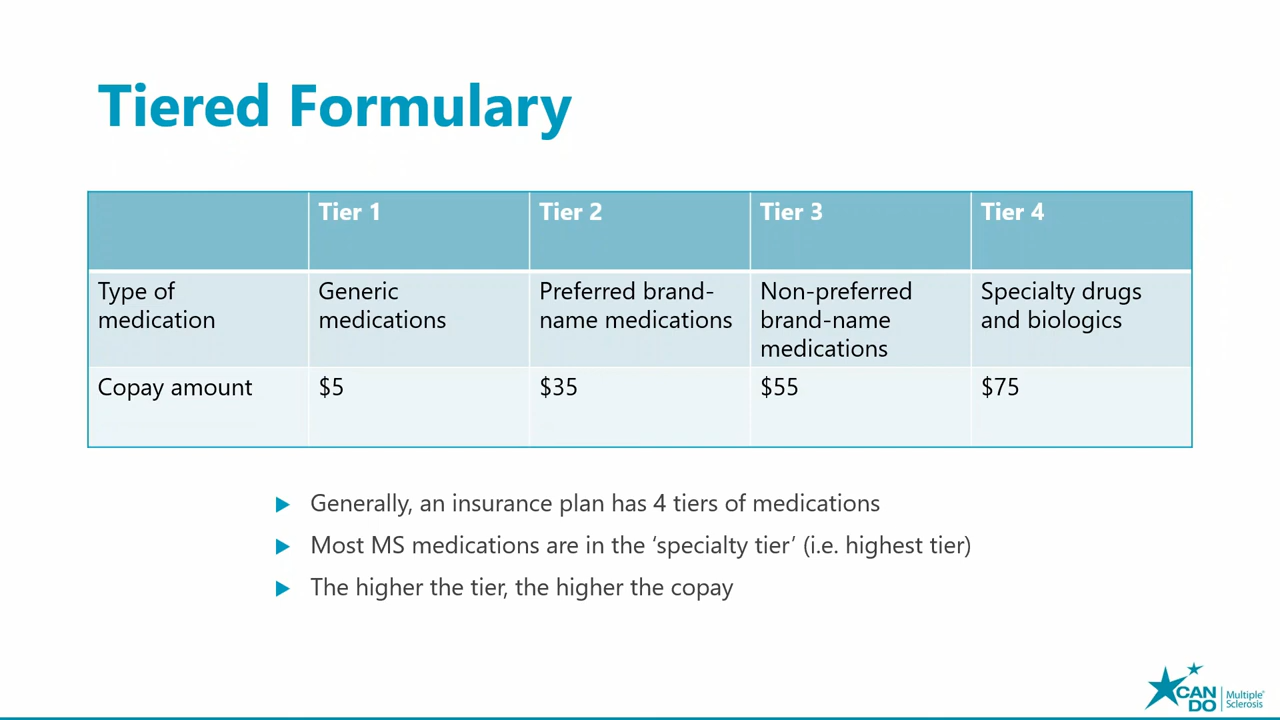 Tiered Formulary
Tier 1
Tier 2
Tier 3
Tier 4
Type of
medication
Generic
medications
Preferred brand-
name medications
Non-preferred
brand-name
medications
Specialty drugs
and biologics
Copay amount
$5
$35
$55
$75
Generally, an insurance plan has 4 tiers of medications
Most MS medications are in the ‘specialty tier’ (i.e. highest tier)
The higher the tier, the higher the copay
CAN
DO
Multiple®
Sclerosis